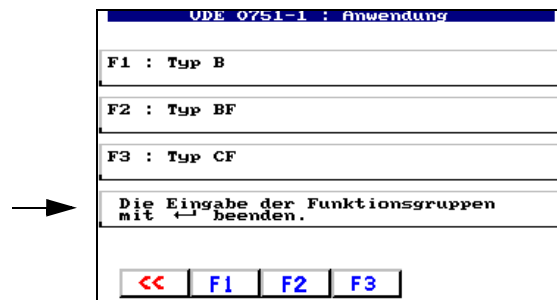 VDE 0751-1 : Anwendung
F1 : Typ B
F2 : Typ BF
F3 : Typ CF
Die Eingabe der Funktionsgruppen
mit ↵ beenden.
<< F1 F2 F3